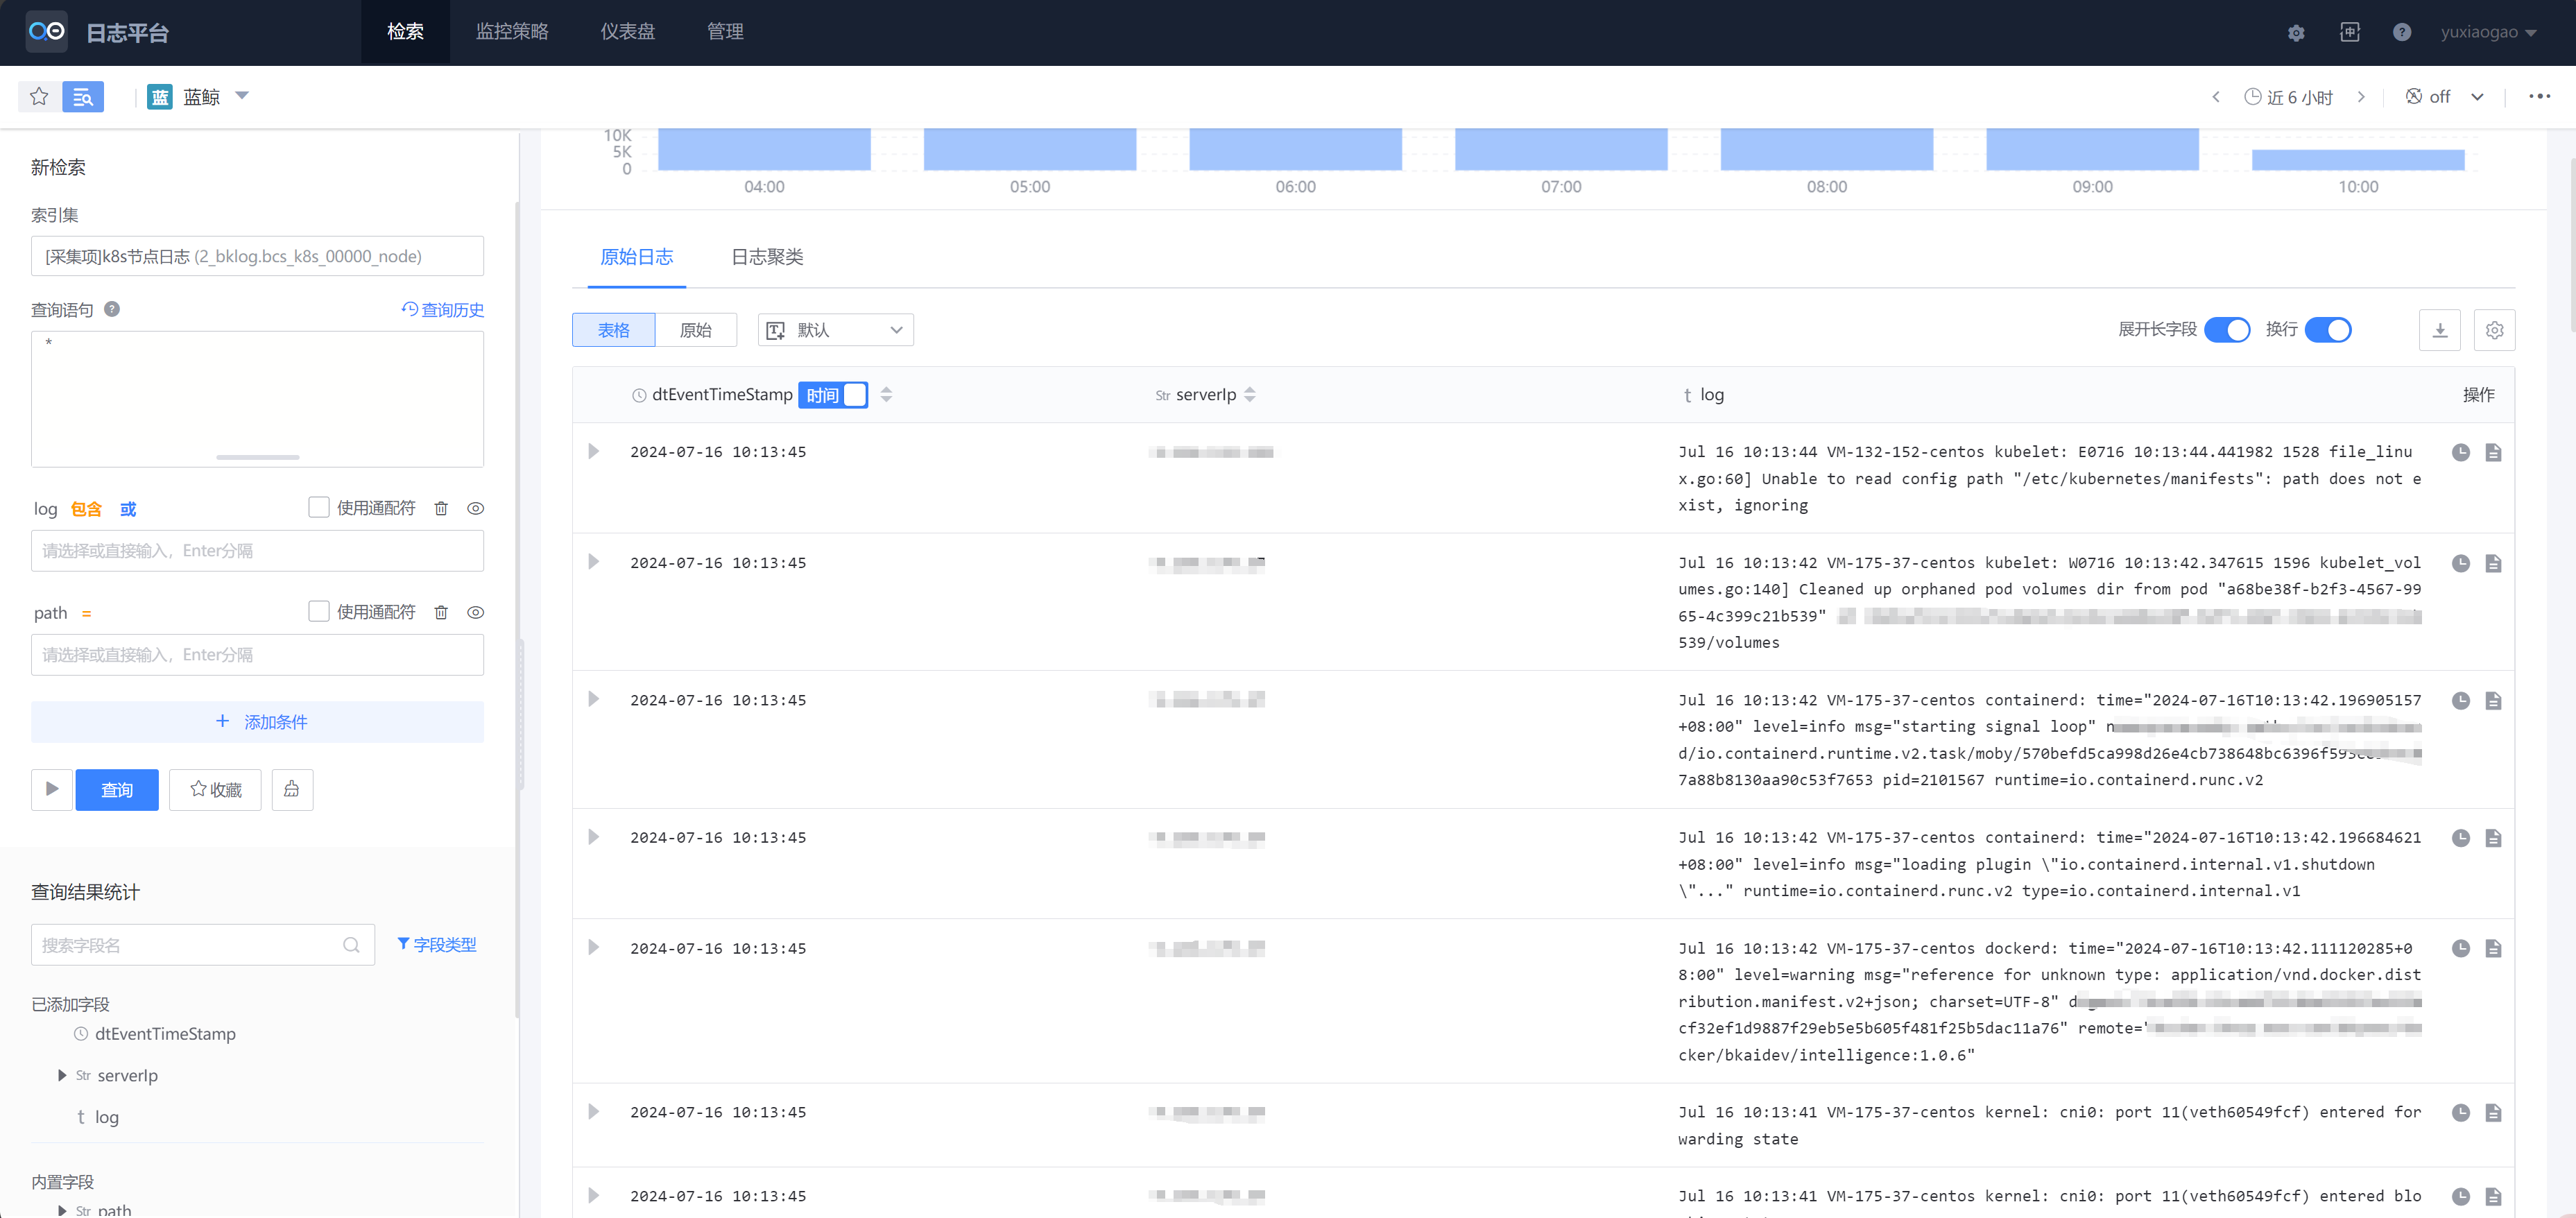 日志平台
检索
监控策略
仪表盘
管理
yuxiaogao
蓝
蓝鲸
近 6 小时
off
新检索
索引集
[采集项]k8s节点日志 (2_bklog.bcs_k8s_00000_node)
查询语句
查询历史
*
log 包含 或
使用通配符
请选择或直接输入，Enter分隔
path =
使用通配符
请选择或直接输入，Enter分隔
+ 添加条件
查询
收藏
查询结果统计
搜索字段名
字段类型
已添加字段
dtEventTimeStamp
Str serverIp
t log
内置字段
Str path
10K
5K
0
04:00 05:00 06:00 07:00 08:00 09:00 10:00
原始日志
日志聚类
表格
原始
默认
展开长字段
换行
dtEventTimeStamp 时间
Str serverIp
t log
操作
2024-07-16 10:13:45
Jul 16 10:13:44 VM-132-152-centos kubelet: E0716 10:13:44.441982 1528 file_linu
x.go:60] Unable to read config path "/etc/kubernetes/manifests": path does not e
xist, ignoring
2024-07-16 10:13:45
Jul 16 10:13:42 VM-175-37-centos kubelet: W0716 10:13:42.347615 1596 kubelet_vol
umes.go:140] Cleaned up orphaned pod volumes dir from pod "a68be38f-b2f3-4567-99
65-4c399c21b539"
539/volumes
2024-07-16 10:13:45
Jul 16 10:13:42 VM-175-37-centos containerd: time="2024-07-16T10:13:42.196905157
+08:00" level=info msg="starting signal loop"
d/io.containerd.runtime.v2.task/moby/570befd5ca998d26e4cb738648bc6396f593
7a88b8130aa90c53f7653 pid=2101567 runtime=io.containerd.runc.v2
2024-07-16 10:13:45
Jul 16 10:13:42 VM-175-37-centos containerd: time="2024-07-16T10:13:42.196684621
+08:00" level=info msg="loading plugin \"io.containerd.internal.v1.shutdown
\"..." runtime=io.containerd.runc.v2 type=io.containerd.internal.v1
2024-07-16 10:13:45
Jul 16 10:13:42 VM-175-37-centos dockerd: time="2024-07-16T10:13:42.111120285+0
8:00" level=warning msg="reference for unknown type: application/vnd.docker.dist
ribution.manifest.v2+json; charset=UTF-8"
cf32ef1d9887f29eb5e5b605f481f25b5dac11a76" remote="
cker/bkaidev/intelligence:1.0.6"
2024-07-16 10:13:45
Jul 16 10:13:41 VM-175-37-centos kernel: cni0: port 11(veth60549fcf) entered for
warding state
2024-07-16 10:13:45
Jul 16 10:13:41 VM-175-37-centos kernel: cni0: port 11(veth60549fcf) entered blo